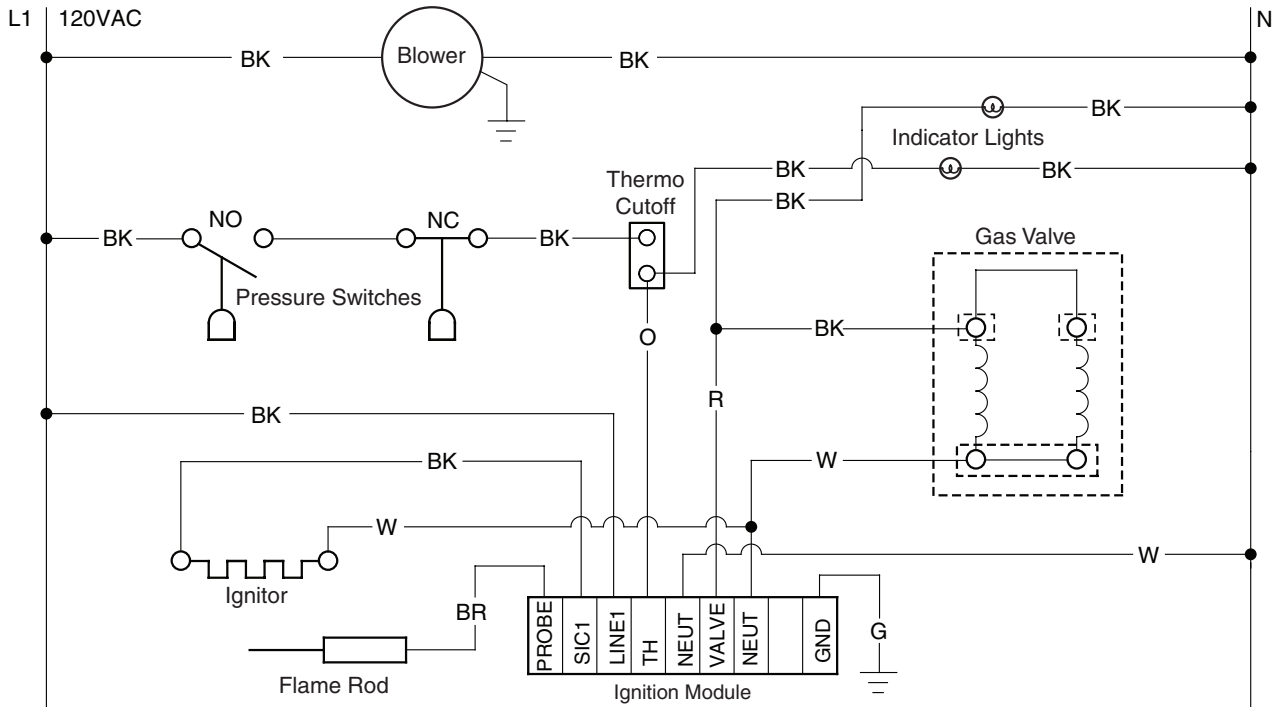 L1 120VAC N
BK Blower BK
BK
Indicator Lights
BK BK
Thermo
Cutoff
BK
NO NC
BK BK
Gas Valve
Pressure Switches
O
BK
R
BK
BK W
W
W
Ignitor
BR
PROBE
SIC1
LINE1
TH
NEUT
VALVE
NEUT
GND
G
Flame Rod
Ignition Module